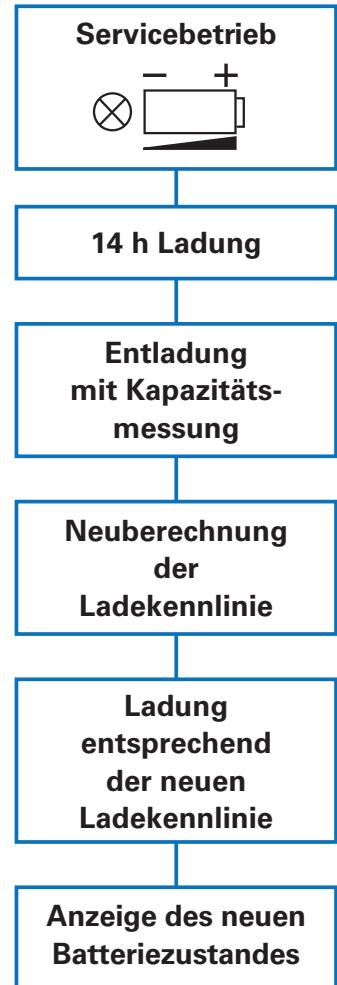 Servicebetrieb
− +
14 h Ladung
Entladung
mit Kapazitäts-
messung
Neuberechnung
der
Ladekennlinie
Ladung
entsprechend
der neuen
Ladekennlinie
Anzeige des neuen
Batteriezustandes